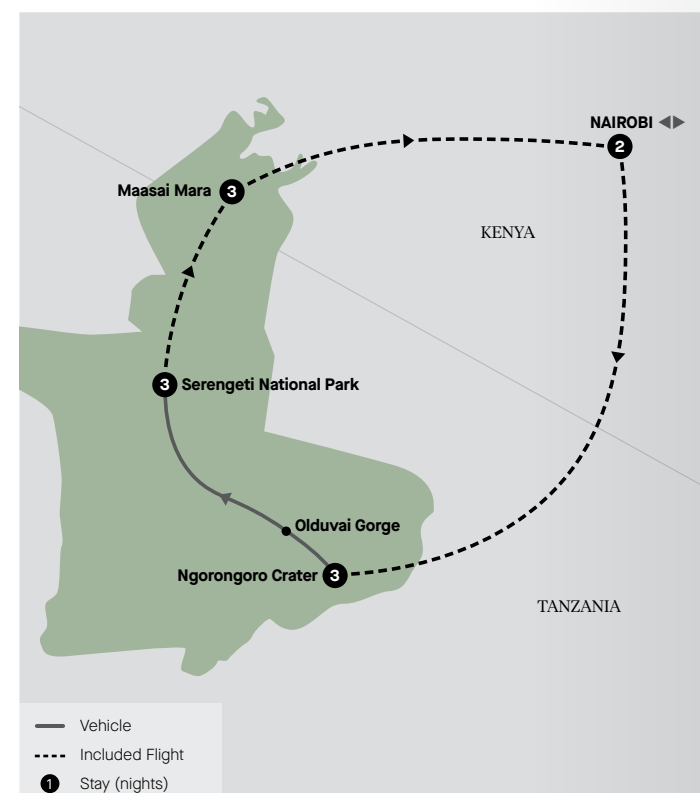 NAIROBI
2
Maasai Mara 3
KENYA
3 Serengeti National Park
Olduvai Gorge
Ngorongoro Crater 3
TANZANIA
Vehicle
Included Flight
1 Stay (nights)